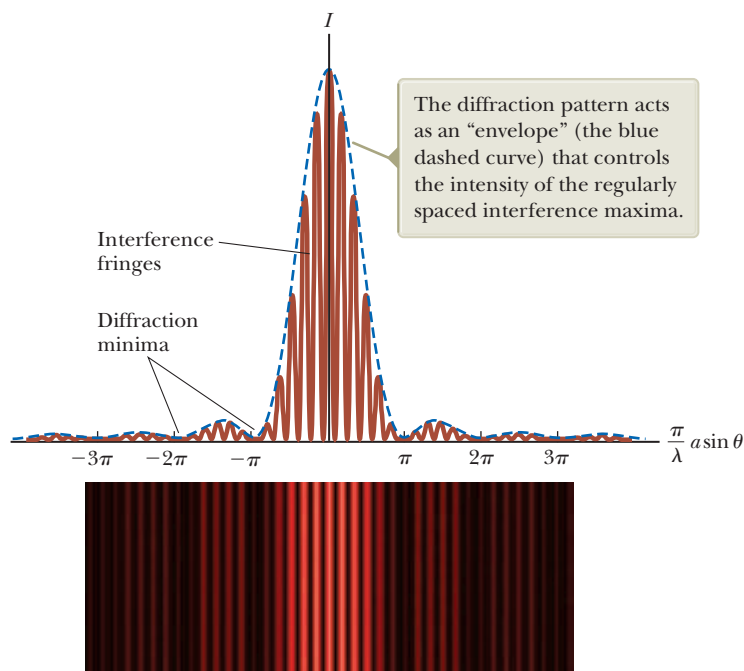 I
The diffraction pattern acts
as an “envelope” (the blue
dashed curve) that controls
the intensity of the regularly
spaced interference maxima.
Interference
fringes
Diffraction
minima
−3π −2π −π π 2π 3π
π/λ a sin θ